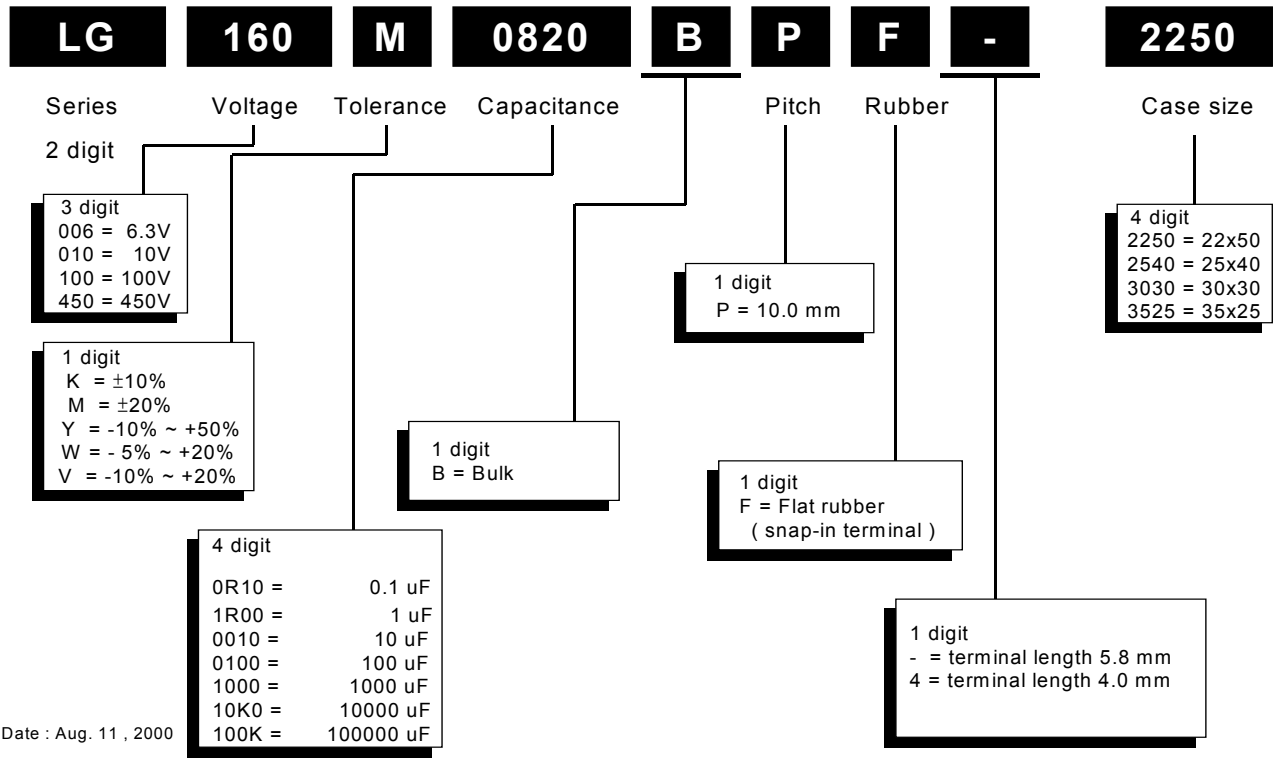 LG 160 M 0820 B P F - 2250
Series Voltage Tolerance Capacitance Pitch Rubber Case size
2 digit
3 digit
006 = 6.3V
010 = 10V
100 = 100V
450 = 450V
4 digit
2250 = 22x50
2540 = 25x40
3030 = 30x30
3525 = 35x25
1 digit
P = 10.0 mm
1 digit
K = ±10%
M = ±20%
Y = -10% ~ +50%
W = - 5% ~ +20%
V = -10% ~ +20%
1 digit
B = Bulk
1 digit
F = Flat rubber
( snap-in terminal )
4 digit
0R10 = 0.1 uF
1R00 = 1 uF
0010 = 10 uF
0100 = 100 uF
1000 = 1000 uF
10K0 = 10000 uF
100K = 100000 uF
1 digit
- = terminal length 5.8 mm
4 = terminal length 4.0 mm
Date : Aug. 11 , 2000